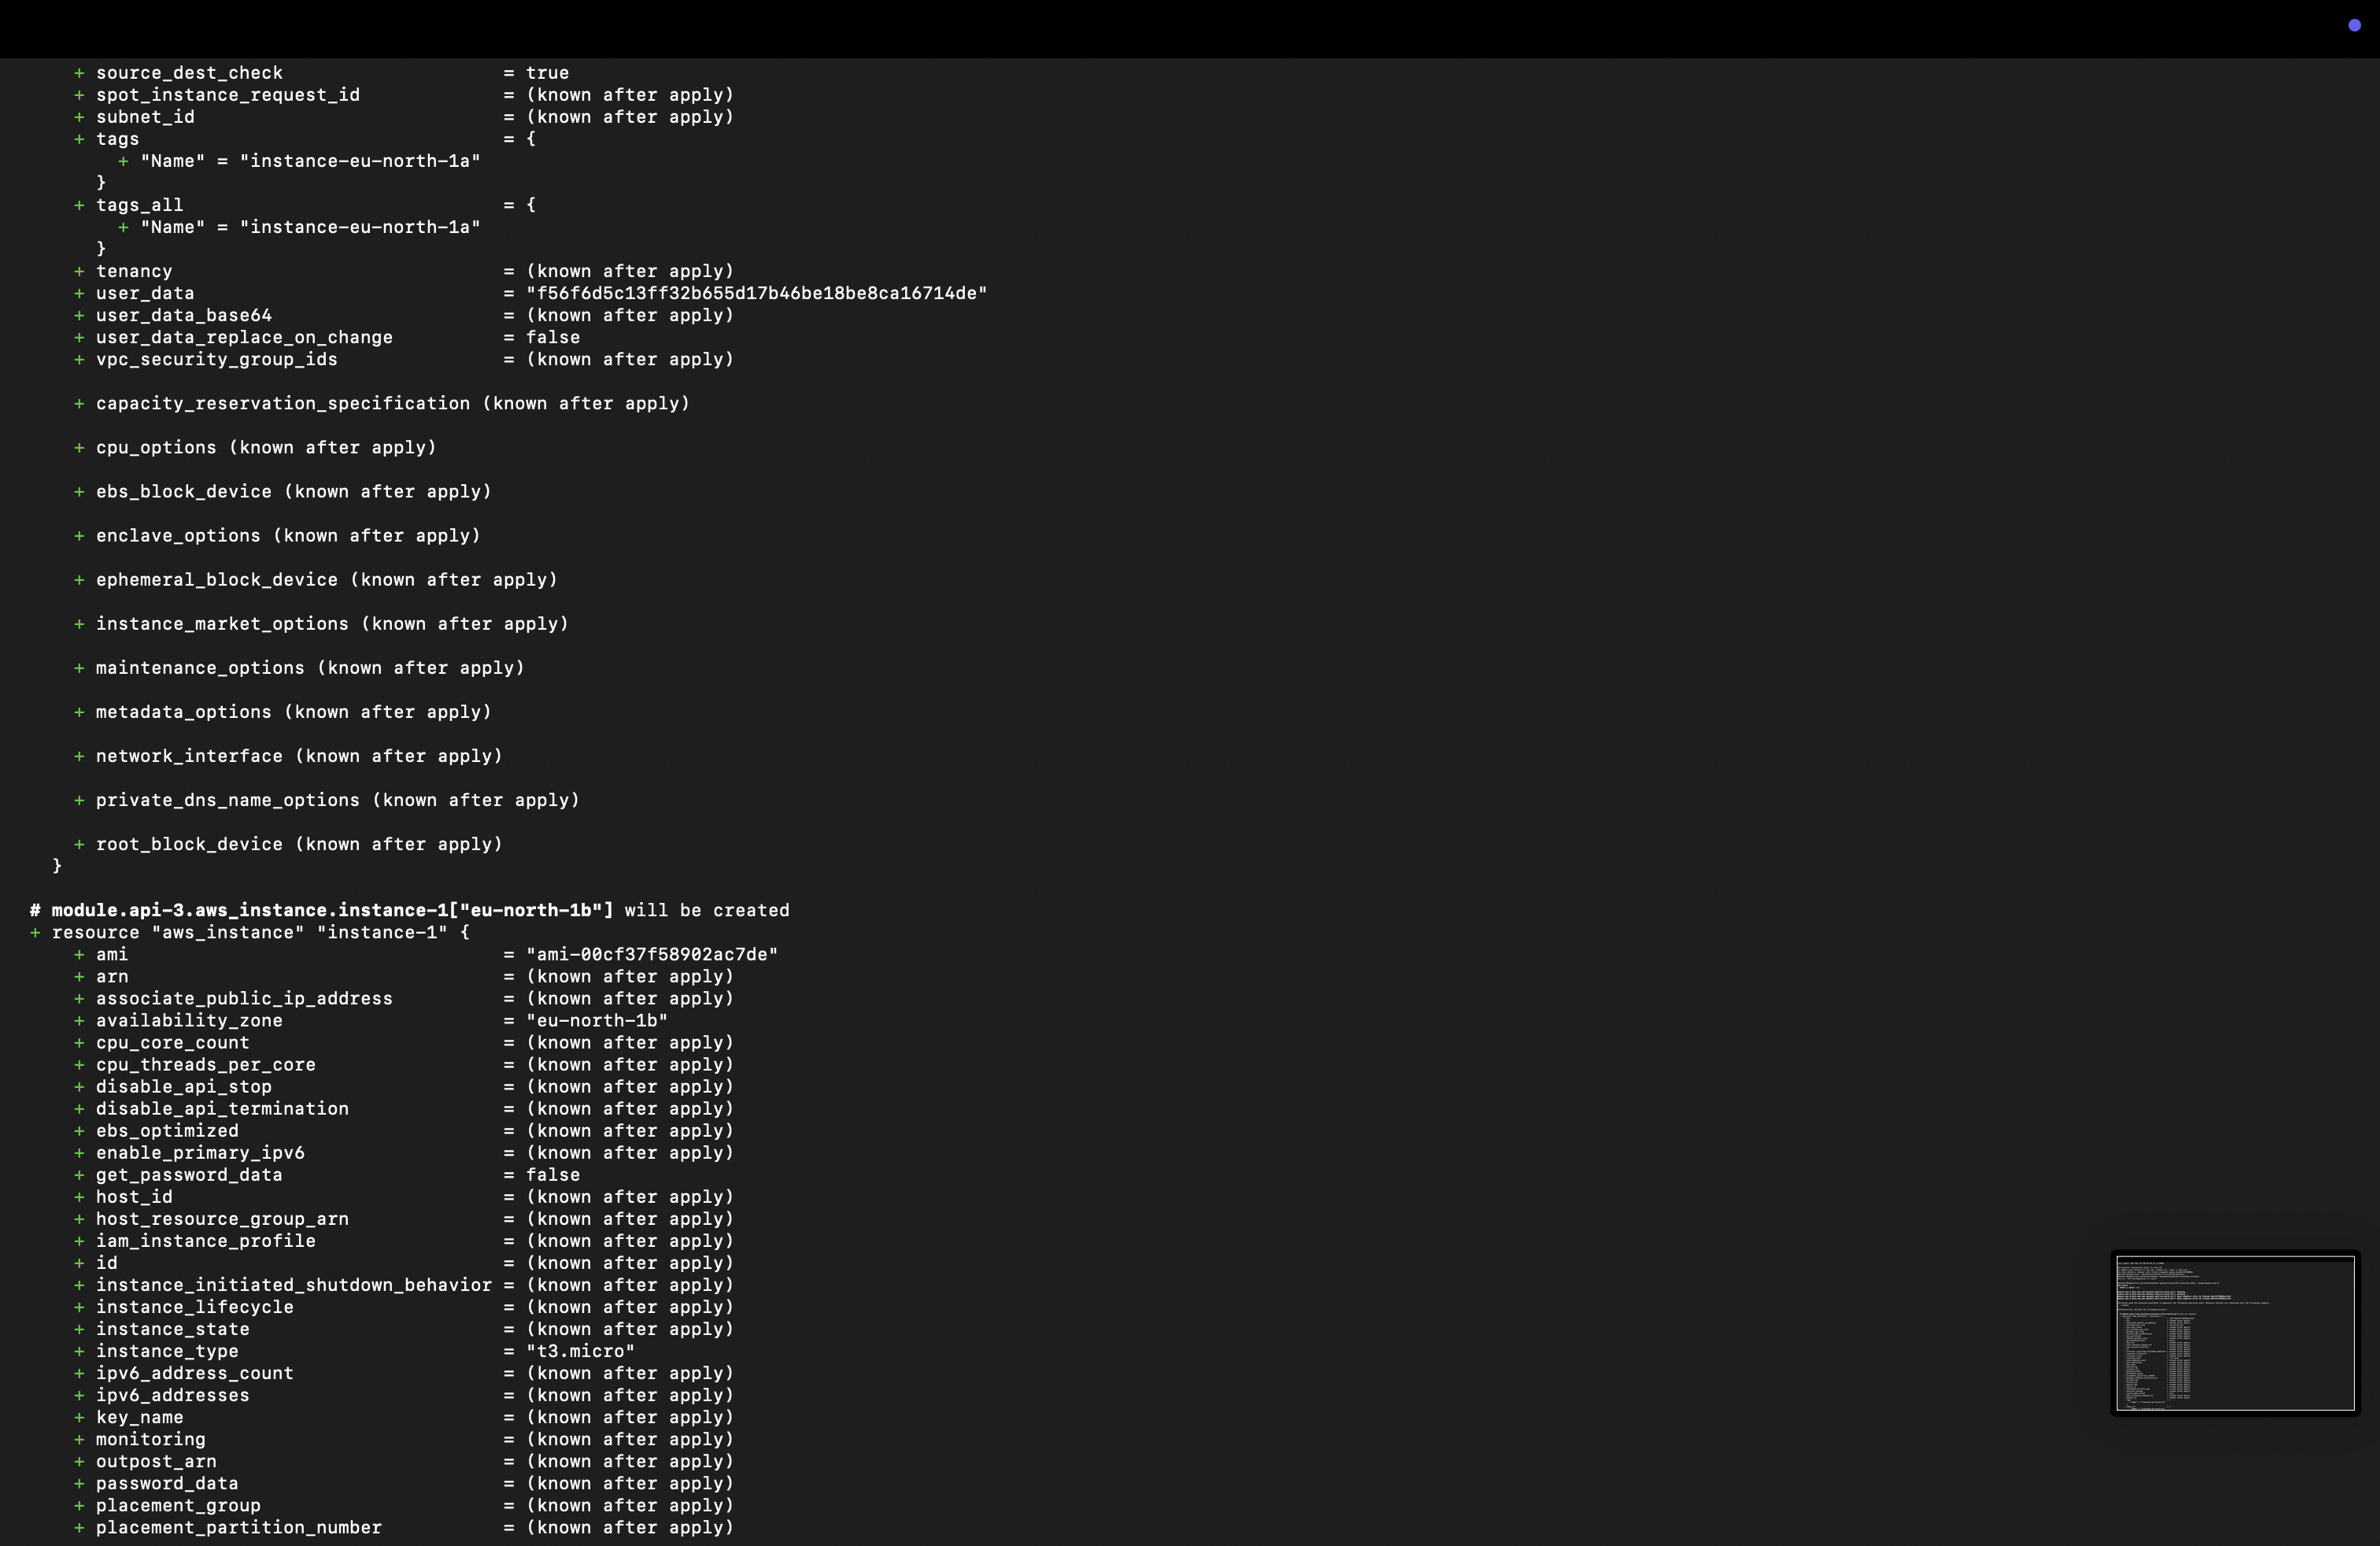 + source_dest_check                    = true
+ spot_instance_request_id             = (known after apply)
+ subnet_id                            = (known after apply)
+ tags                                 = {
    + "Name" = "instance-eu-north-1a"
  }
+ tags_all                             = {
    + "Name" = "instance-eu-north-1a"
  }
+ tenancy                              = (known after apply)
+ user_data                            = "f56f6d5c13ff32b655d17b46be18be8ca16714de"
+ user_data_base64                     = (known after apply)
+ user_data_replace_on_change          = false
+ vpc_security_group_ids               = (known after apply)
+ capacity_reservation_specification (known after apply)
+ cpu_options (known after apply)
+ ebs_block_device (known after apply)
+ enclave_options (known after apply)
+ ephemeral_block_device (known after apply)
+ instance_market_options (known after apply)
+ maintenance_options (known after apply)
+ metadata_options (known after apply)
+ network_interface (known after apply)
+ private_dns_name_options (known after apply)
+ root_block_device (known after apply)
}
# module.api-3.aws_instance.instance-1["eu-north-1b"] will be created
+ resource "aws_instance" "instance-1" {
+ ami                                  = "ami-00cf37f58902ac7de"
+ arn                                  = (known after apply)
+ associate_public_ip_address          = (known after apply)
+ availability_zone                    = "eu-north-1b"
+ cpu_core_count                       = (known after apply)
+ cpu_threads_per_core                 = (known after apply)
+ disable_api_stop                     = (known after apply)
+ disable_api_termination              = (known after apply)
+ ebs_optimized                        = (known after apply)
+ enable_primary_ipv6                  = (known after apply)
+ get_password_data                    = false
+ host_id                              = (known after apply)
+ host_resource_group_arn              = (known after apply)
+ iam_instance_profile                 = (known after apply)
+ id                                   = (known after apply)
+ instance_initiated_shutdown_behavior = (known after apply)
+ instance_lifecycle                   = (known after apply)
+ instance_state                       = (known after apply)
+ instance_type                        = "t3.micro"
+ ipv6_address_count                   = (known after apply)
+ ipv6_addresses                       = (known after apply)
+ key_name                             = (known after apply)
+ monitoring                           = (known after apply)
+ outpost_arn                          = (known after apply)
+ password_data                        = (known after apply)
+ placement_group                      = (known after apply)
+ placement_partition_number           = (known after apply)